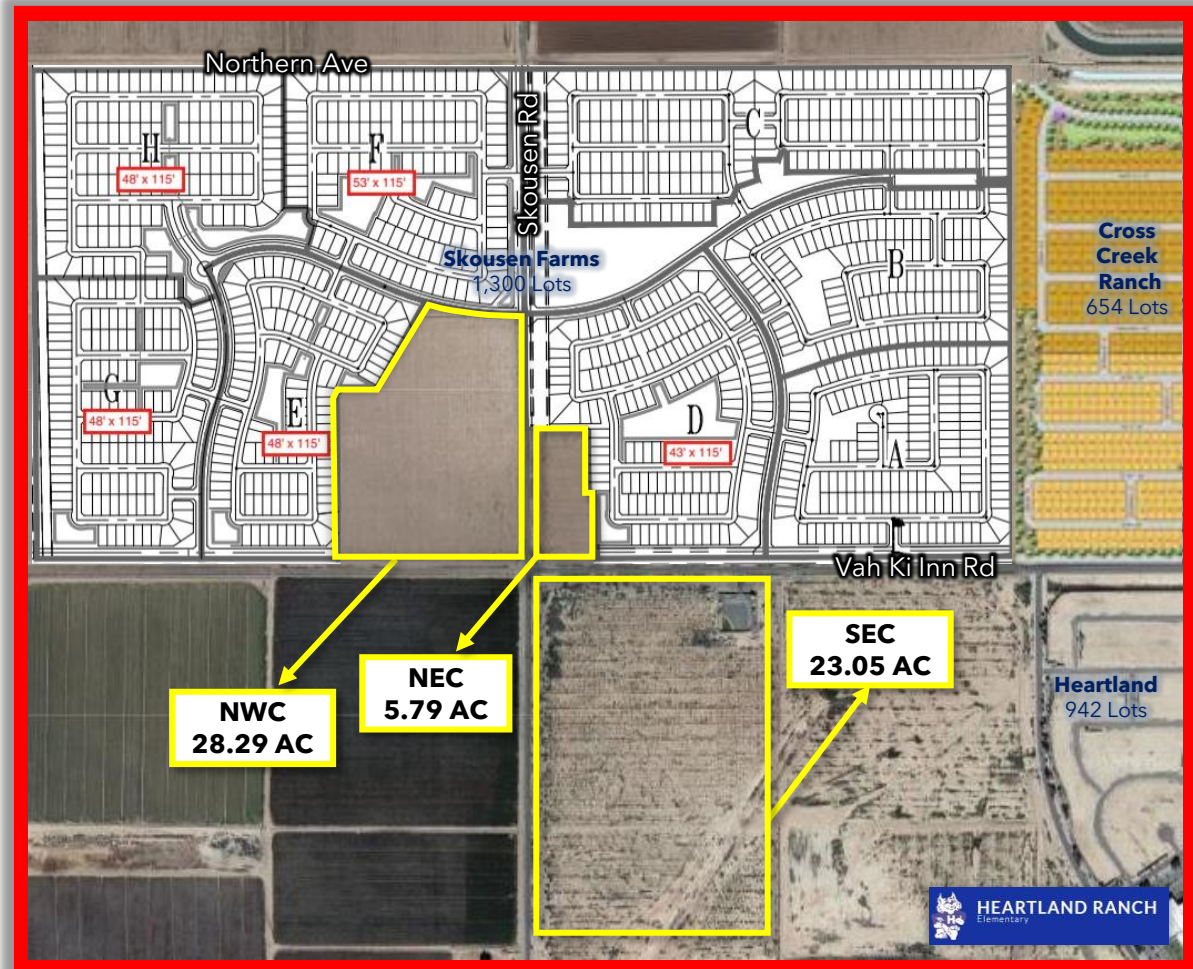 Northern Ave
Skousen Rd
H
48' x 115'
F
53' x 115'
C
Skousen Farms
1,300 Lots
B
Cross
Creek
Ranch
654 Lots
G
48' x 115'
E
48' x 115'
D
43' x 115'
A
Vah Ki Inn Rd
NWC
28.29 AC
NEC
5.79 AC
SEC
23.05 AC
Heartland
942 Lots
HEARTLAND RANCH
Elementary